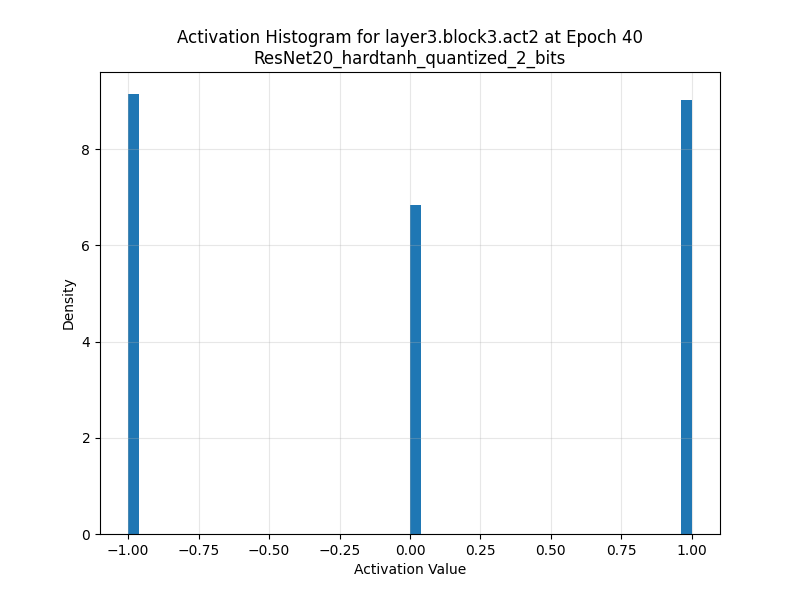 Activation Histogram for layer3.block3.act2 at Epoch 40
ResNet20_hardtanh_quantized_2_bits
Density
8
6
4
2
0
−1.00 −0.75 −0.50 −0.25 0.00 0.25 0.50 0.75 1.00
Activation Value